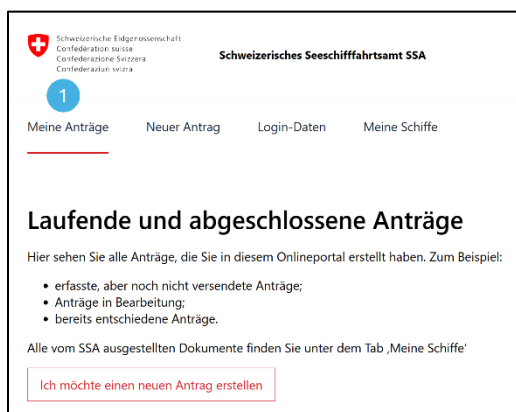 Schweizerische Eidgenossenschaft
Confédération suisse
Confederazione Svizzera
Confederaziun svizra
Schweizerisches Seeschifffahrtsamt SSA
1
Meine Anträge Neuer Antrag Login-Daten Meine Schiffe
Laufende und abgeschlossene Anträge
Hier sehen Sie alle Anträge, die Sie in diesem Onlineportal erstellt haben. Zum Beispiel:
• erfasste, aber noch nicht versendete Anträge;
• Anträge in Bearbeitung;
• bereits entschiedene Anträge.
Alle vom SSA ausgestellten Dokumente finden Sie unter dem Tab ‚Meine Schiffe'
Ich möchte einen neuen Antrag erstellen